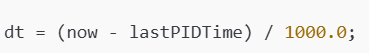 dt = (now - lastPIDTime) / 1000.0;